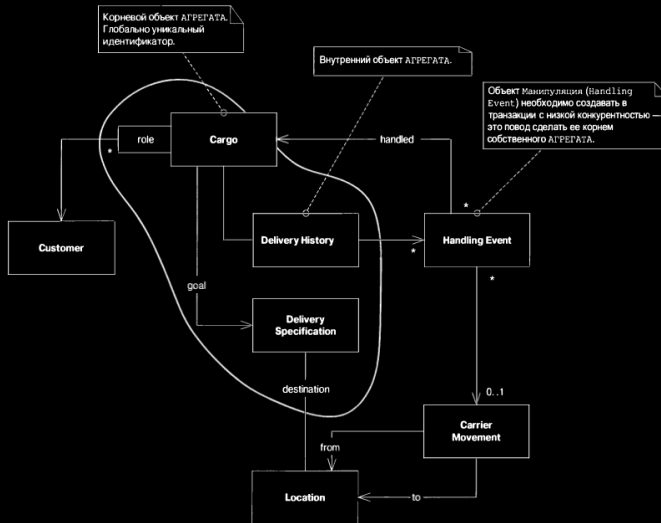 Корневой объект АГРЕГАТА.
Глобально уникальный
идентификатор.
Внутренний объект АГРЕГАТА.
Объект Манипуляция (Handling
Event) необходимо создавать в
транзакции с низкой конкурентностью —
это повод сделать ее корнем
собственного АГРЕГАТА.
role
*
Cargo
handled
*
Customer
Delivery History
*
Handling Event
*
goal
Delivery
Specification
destination
0..1
Carrier
Movement
from
Location
to